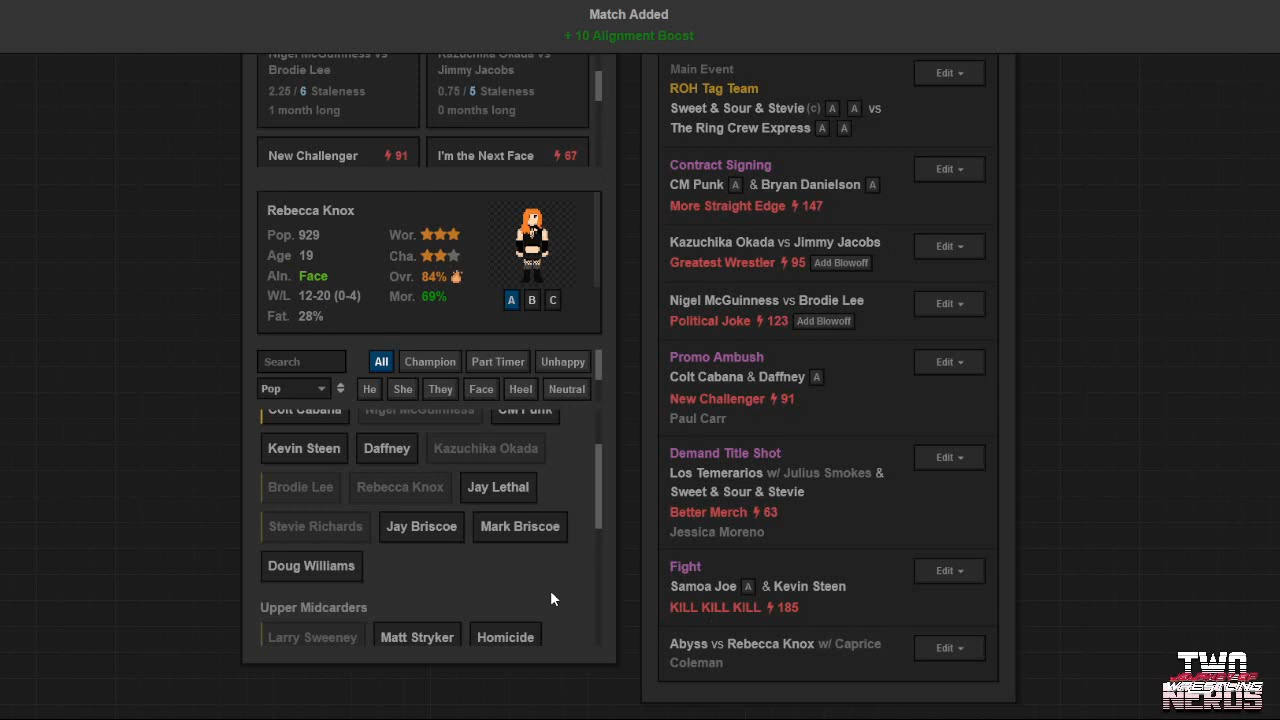 Match Added
+ 10 Alignment Boost
Nigel McGuinness vs
Brodie Lee
2.25 / 6 Staleness
1 month long
Kazuchika Okada vs
Jimmy Jacobs
0.75 / 5 Staleness
0 months long
New Challenger 91
I'm the Next Face 67
Rebecca Knox
Pop. 929
Age 19
Aln. Face
W/L 12-20 (0-4)
Fat. 28%
Wor.
Cha.
Ovr. 84%
Mor. 69%
A B C
Search
All Champion Part Timer Unhappy
Pop
He She They Face Heel Neutral
Colt Cabana Nigel McGuinness CM Punk
Kevin Steen Daffney Kazuchika Okada
Brodie Lee Rebecca Knox Jay Lethal
Stevie Richards Jay Briscoe Mark Briscoe
Doug Williams
Upper Midcarders
Larry Sweeney Matt Stryker Homicide
Main Event Edit
ROH Tag Team
Sweet & Sour & Stevie (c) A A vs
The Ring Crew Express A A
Contract Signing Edit
CM Punk A & Bryan Danielson A
More Straight Edge 147
Kazuchika Okada vs Jimmy Jacobs Edit
Greatest Wrestler 95 Add Blowoff
Nigel McGuinness vs Brodie Lee Edit
Political Joke 123 Add Blowoff
Promo Ambush Edit
Colt Cabana & Daffney A
New Challenger 91
Paul Carr
Demand Title Shot Edit
Los Temerarios w/ Julius Smokes &
Sweet & Sour & Stevie
Better Merch 63
Jessica Moreno
Fight Edit
Samoa Joe A & Kevin Steen
KILL KILL KILL 185
Abyss vs Rebecca Knox w/ Caprice Edit
Coleman
TWO
WRESTLING
NERDS